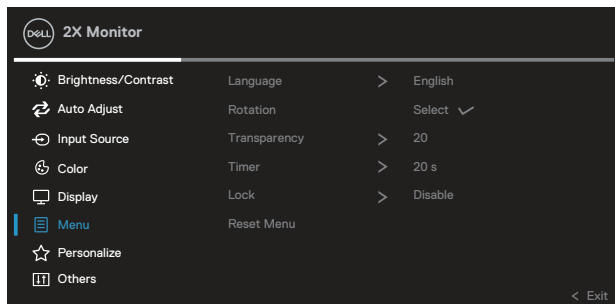 DELL 2X Monitor
Brightness/Contrast Language > English
Auto Adjust Rotation Select ✓
Input Source Transparency > 20
Color Timer > 20 s
Display Lock > Disable
Menu Reset Menu
Personalize
Others
< Exit